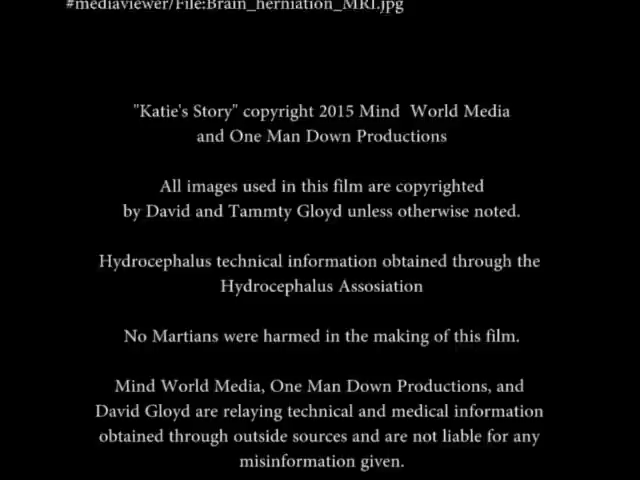 #mediaviewer/File:Brain_herniation_MRI.jpg
"Katie's Story" copyright 2015 Mind World Media
and One Man Down Productions
All images used in this film are copyrighted
by David and Tammty Gloyd unless otherwise noted.
Hydrocephalus technical information obtained through the
Hydrocephalus Assosiation
No Martians were harmed in the making of this film.
Mind World Media, One Man Down Productions, and
David Gloyd are relaying technical and medical information
obtained through outside sources and are not liable for any
misinformation given.